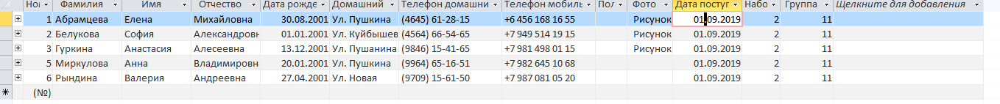 Но Фамилия Имя Отчество Дата рожде Домашний Телефон домашни Телефон мобиль Пол Фото Дата постуг Набо Группа Щелкните для добавления
1 Абрамцева Елена Михайловна 30.08.2001 Ул. Пушкина (4645) 61-28-15 +6 456 168 16 55 Рисунок 01.09.2019 2 11
2 Белукова София Александровн 01.01.2001 Ул. Куйбышев (4564) 66-54-65 +7 949 514 19 15 Рисунок 01.09.2019 2 11
3 Гуркина Анастасия Алесеевна 13.12.2001 Ул. Пушанина (9846) 15-41-65 +7 981 498 01 15 Рисунок 01.09.2019 2 11
5 Миркулова Анна Владимировна 20.01.2001 Ул. Пушкина (9964) 65-16-51 +7 982 645 10 68 01.09.2019 2 11
6 Рындина Валерия Андреевна 27.04.2001 Ул. Новая (9709) 15-61-50 +7 987 081 05 20 01.09.2019 2 11
(№)